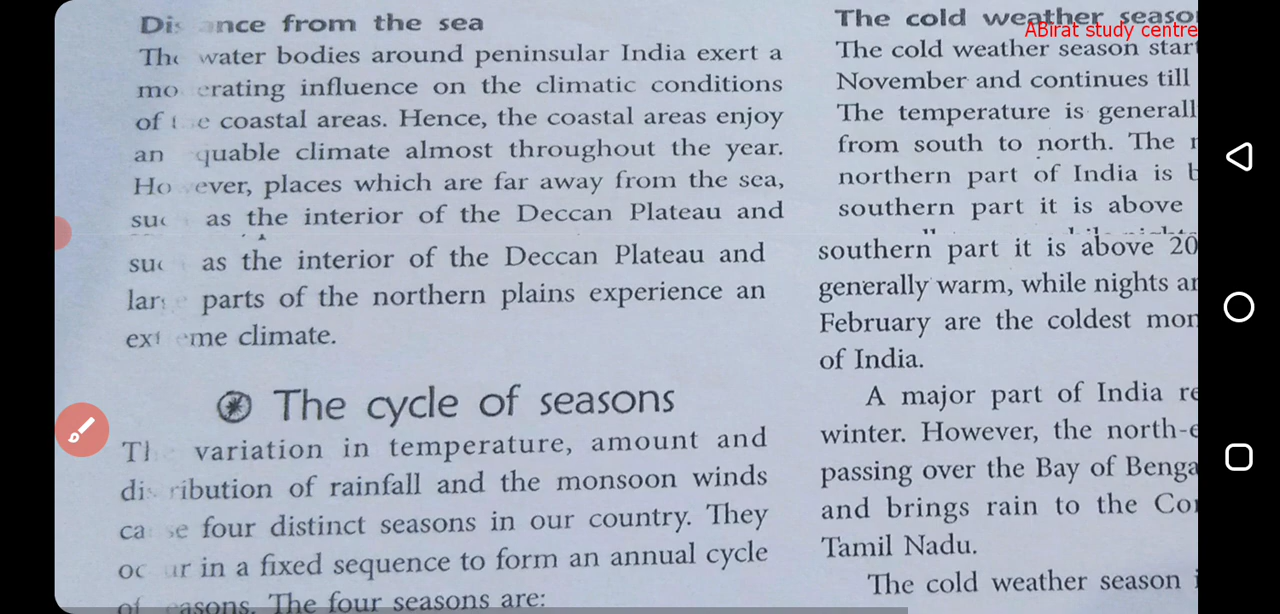 Distance from the sea
The water bodies around peninsular India exert a
moderating influence on the climatic conditions
of the coastal areas. Hence, the coastal areas enjoy
an equable climate almost throughout the year.
However, places which are far away from the sea,
such as the interior of the Deccan Plateau and
such as the interior of the Deccan Plateau and
large parts of the northern plains experience an
extreme climate.
The cycle of seasons
The variation in temperature, amount and
distribution of rainfall and the monsoon winds
cause four distinct seasons in our country. They
occur in a fixed sequence to form an annual cycle
of seasons. The four seasons are:
The cold weather seaso
ABirat study centre
The cold weather season start
November and continues till
The temperature is generall
from south to north. The
northern part of India is b
southern part it is above
southern part it is above 20
generally warm, while nights ar
February are the coldest mon
of India.
A major part of India re
winter. However, the north-e
passing over the Bay of Benga
and brings rain to the Cor
Tamil Nadu.
The cold weather season i